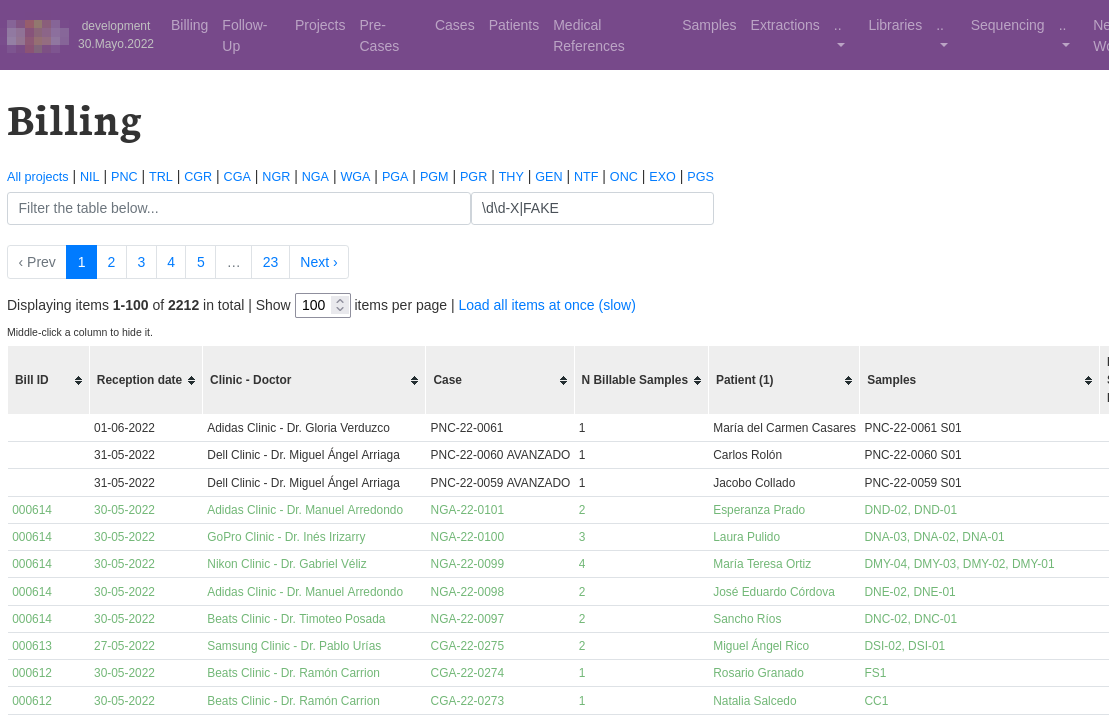 development 30.Mayo.2022 Billing Follow-Up Projects Pre-Cases Cases Patients Medical References Samples Extractions .. Libraries .. Sequencing ..
Billing
All projects | NIL | PNC | TRL | CGR | CGA | NGR | NGA | WGA | PGA | PGM | PGR | THY | GEN | NTF | ONC | EXO | PGS
Filter the table below... \d\d-X|FAKE
‹ Prev 1 2 3 4 5 … 23 Next ›
Displaying items 1-100 of 2212 in total | Show 100 items per page | Load all items at once (slow)
Middle-click a column to hide it.
Bill ID Reception date Clinic - Doctor Case N Billable Samples Patient (1) Samples
01-06-2022 Adidas Clinic - Dr. Gloria Verduzco PNC-22-0061 1 María del Carmen Casares PNC-22-0061 S01
31-05-2022 Dell Clinic - Dr. Miguel Ángel Arriaga PNC-22-0060 AVANZADO 1 Carlos Rolón PNC-22-0060 S01
31-05-2022 Dell Clinic - Dr. Miguel Ángel Arriaga PNC-22-0059 AVANZADO 1 Jacobo Collado PNC-22-0059 S01
000614 30-05-2022 Adidas Clinic - Dr. Manuel Arredondo NGA-22-0101 2 Esperanza Prado DND-02, DND-01
000614 30-05-2022 GoPro Clinic - Dr. Inés Irizarry NGA-22-0100 3 Laura Pulido DNA-03, DNA-02, DNA-01
000614 30-05-2022 Nikon Clinic - Dr. Gabriel Véliz NGA-22-0099 4 María Teresa Ortiz DMY-04, DMY-03, DMY-02, DMY-01
000614 30-05-2022 Adidas Clinic - Dr. Manuel Arredondo NGA-22-0098 2 José Eduardo Córdova DNE-02, DNE-01
000614 30-05-2022 Beats Clinic - Dr. Timoteo Posada NGA-22-0097 2 Sancho Ríos DNC-02, DNC-01
000613 27-05-2022 Samsung Clinic - Dr. Pablo Urías CGA-22-0275 2 Miguel Ángel Rico DSI-02, DSI-01
000612 30-05-2022 Beats Clinic - Dr. Ramón Carrion CGA-22-0274 1 Rosario Granado FS1
000612 30-05-2022 Beats Clinic - Dr. Ramón Carrion CGA-22-0273 1 Natalia Salcedo CC1